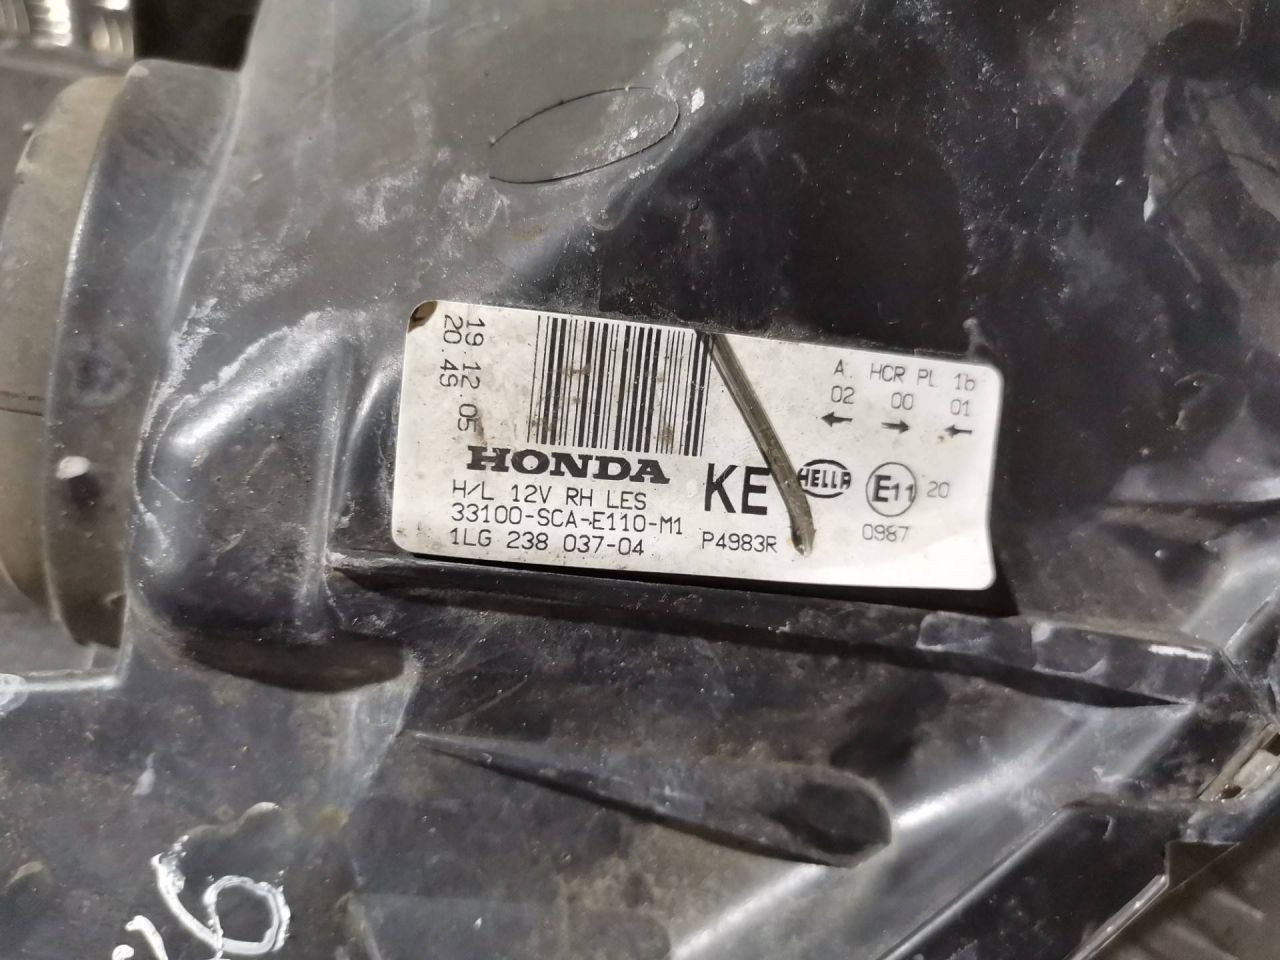 19.12.05
20.49
HONDA
H/L 12V RH LES
33100-SCA-E110-M1
1LG 238 037-04
KE
P4983R
A. HCR PL 1b
02 00 01
← → ←
HELLA
E11 20
0987